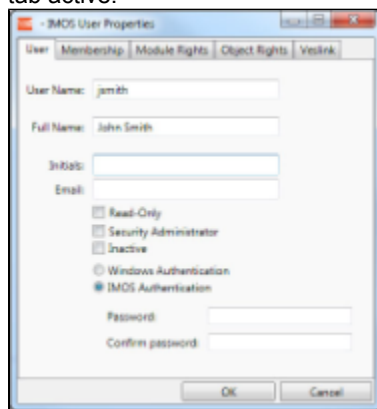 tab active.
- IMOS User Properties
User Membership Module Rights Object Rights Veslink
User Name: jsmith
Full Name: John Smith
Initials:
Email:
Read-Only
Security Administrator
Inactive
Windows Authentication
IMOS Authentication
Password:
Confirm password:
OK Cancel